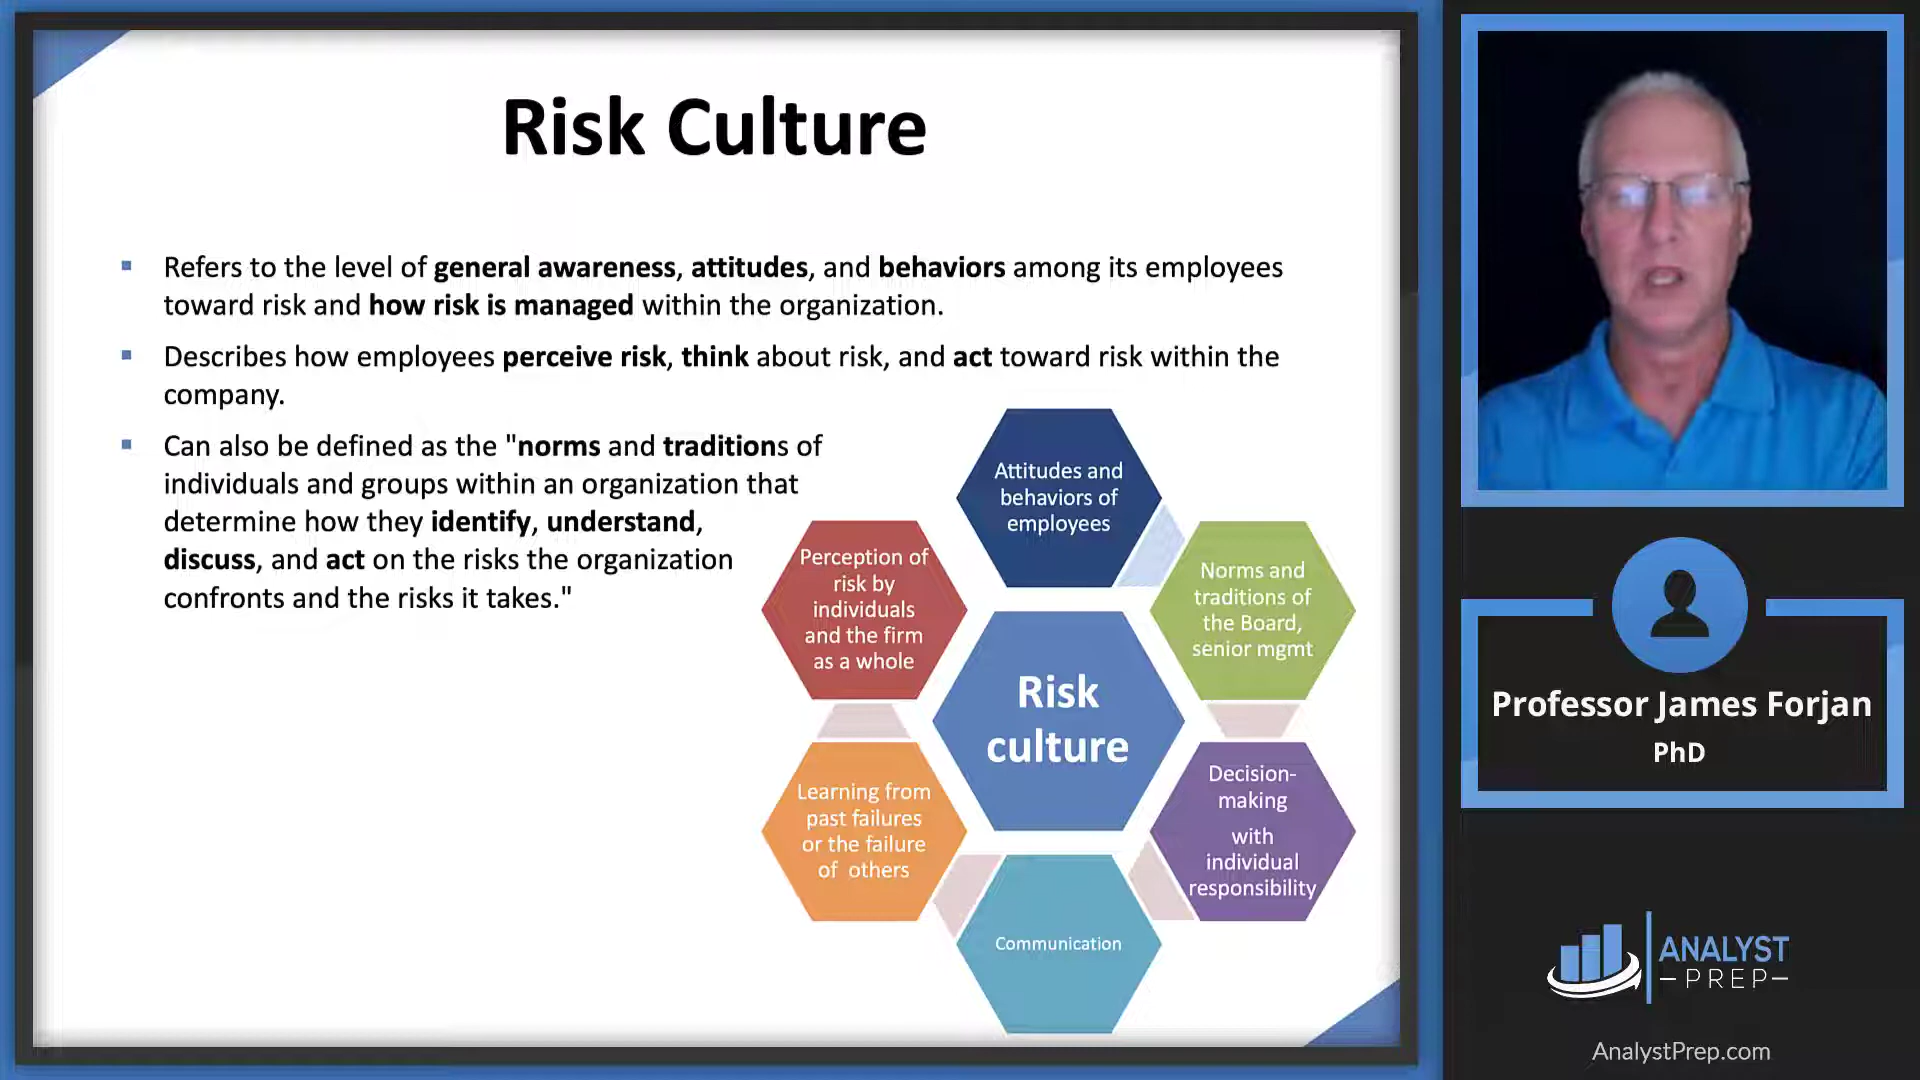 Risk Culture
Refers to the level of general awareness, attitudes, and behaviors among its employees
toward risk and how risk is managed within the organization.
Describes how employees perceive risk, think about risk, and act toward risk within the
company.
Can also be defined as the "norms and traditions of
individuals and groups within an organization that
determine how they identify, understand,
discuss, and act on the risks the organization
confronts and the risks it takes."
Attitudes and
behaviors of
employees
Norms and
traditions of
the Board,
senior mgmt
Decision-
making
with
individual
responsibility
Communication
Learning from
past failures
or the failure
of others
Perception of
risk by
individuals
and the firm
as a whole
Risk
culture
Professor James Forjan
PhD
ANALYST
PREP
AnalystPrep.com